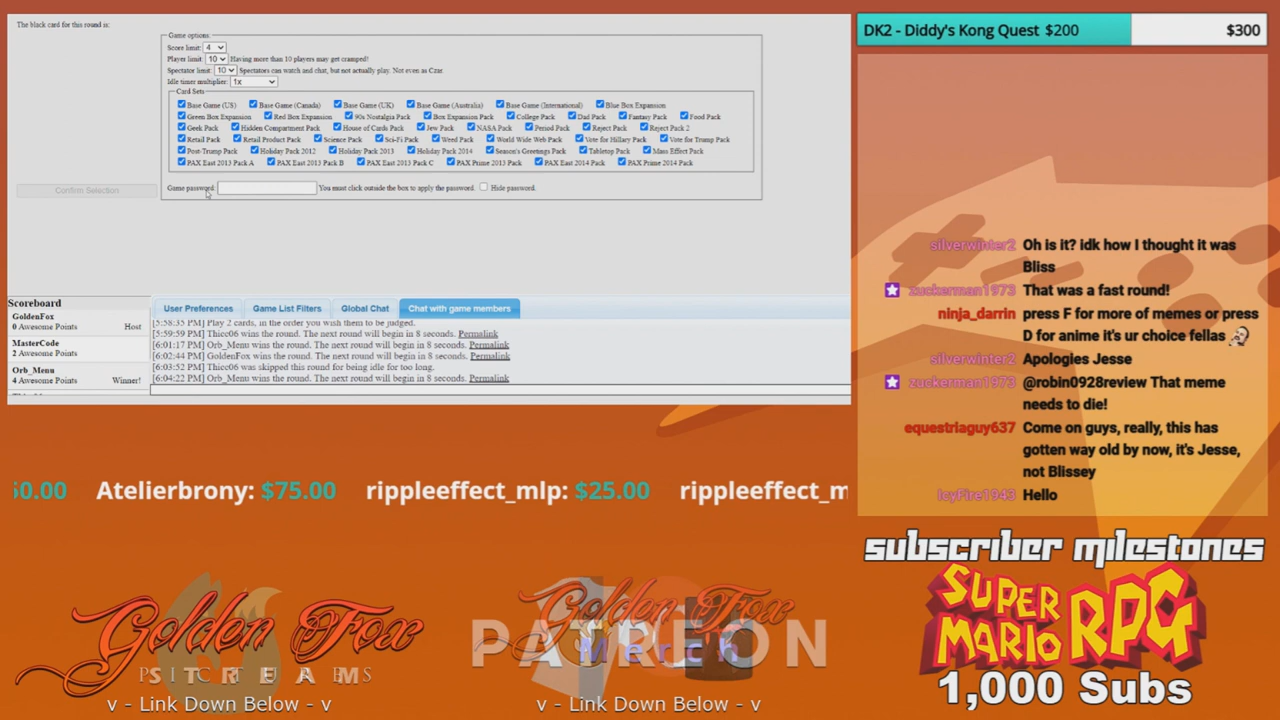 The black card for this round is:
Game options:
Score limit: 4
Player limit: 10 Having more than 10 players may get cramped!
Spectator limit: 10 Spectators can watch and chat, but not actually play. Not even as Czar.
Idle timer multiplier: 1x
Card Sets
Base Game (US) Base Game (Canada) Base Game (UK) Base Game (Australia) Base Game (International) Blue Box Expansion
Green Box Expansion Red Box Expansion 90s Nostalgia Pack Box Expansion Pack College Pack Dad Pack Fantasy Pack Food Pack
Geek Pack Hidden Compartment Pack House of Cards Pack Jew Pack NASA Pack Period Pack Reject Pack Reject Pack 2
Retail Pack Retail Product Pack Science Pack Sci-Fi Pack Weed Pack World Wide Web Pack Vote for Hillary Pack Vote for Trump Pack
Post-Trump Pack Holiday Pack 2012 Holiday Pack 2013 Holiday Pack 2014 Season's Greetings Pack Tabletop Pack Mass Effect Pack
PAX East 2013 Pack A PAX East 2013 Pack B PAX East 2013 Pack C PAX Prime 2013 Pack PAX East 2014 Pack PAX Prime 2014 Pack
Confirm Selection
Game password: You must click outside the box to apply the password. Hide password.
Scoreboard
GoldenFox
0 Awesome Points Host
MasterCode
2 Awesome Points
Orb_Menu
4 Awesome Points Winner!
User Preferences Game List Filters Global Chat Chat with game members
[5:58:35 PM] Play 2 cards, in the order you wish them to be judged.
[5:59:59 PM] Thicc06 wins the round. The next round will begin in 8 seconds. Permalink
[6:01:17 PM] Orb_Menu wins the round. The next round will begin in 8 seconds. Permalink
[6:02:44 PM] GoldenFox wins the round. The next round will begin in 8 seconds. Permalink
[6:03:52 PM] Thicc06 was skipped this round for being idle for too long.
[6:04:22 PM] Orb_Menu wins the round. The next round will begin in 8 seconds. Permalink
DK2 - Diddy's Kong Quest $200 $300
silverwinter2 Oh is it? idk how I thought it was
Bliss
zuckerman1973 That was a fast round!
ninja_darrin press F for more of memes or press
D for anime it's ur choice fellas
silverwinter2 Apologies Jesse
zuckerman1973 @robin0928review That meme
needs to die!
equestriaguy637 Come on guys, really, this has
gotten way old by now, it's Jesse,
not Blissey
IcyFire1943 Hello
$0.00 Atelierbrony: $75.00 rippleeffect_mlp: $25.00 rippleeffect_m
Golden Fox
STREAMS
v - Link Down Below - v
Golden Fox
PATREON
Merch
v - Link Down Below - v
subscriber milestones
SUPER
MARIO RPG
1,000 Subs